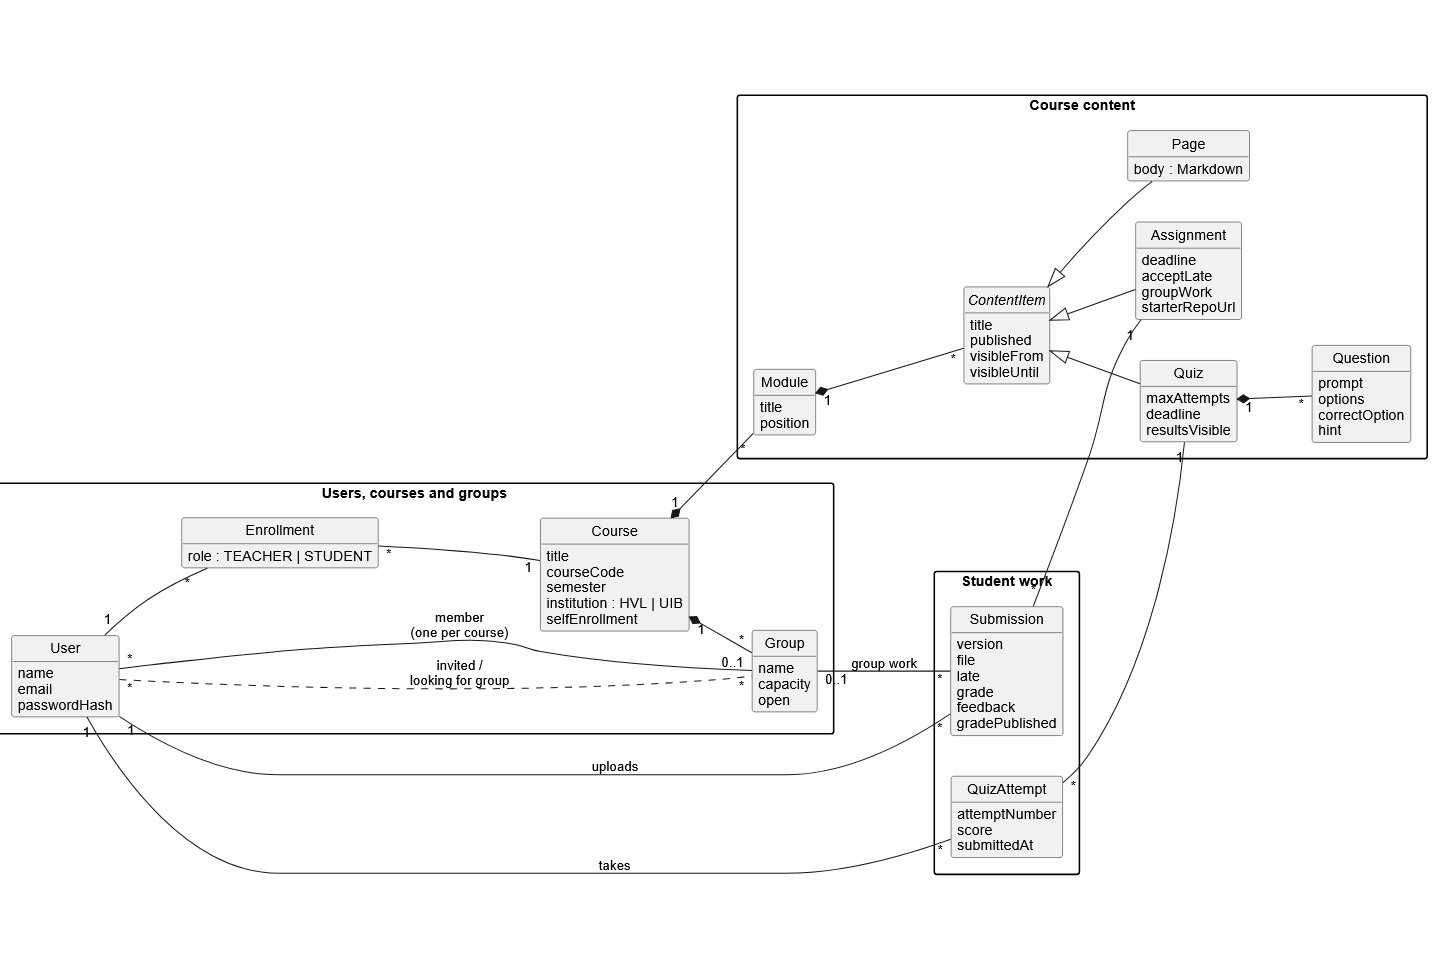 Course content
Page
body : Markdown
Assignment
deadline
acceptLate
groupWork
starterRepoUrl
1
ContentItem
title
published
visibleFrom
visibleUntil
*
Module
title
position
1
*
Quiz
maxAttempts
deadline
resultsVisible
1
1
*
Question
prompt
options
correctOption
hint
Users, courses and groups
Enrollment
role : TEACHER | STUDENT
*
*
1
Course
title
courseCode
semester
institution : HVL | UIB
selfEnrollment
1
1
*
User
name
email
passwordHash
1
*
*
1
1
member
(one per course)
invited /
looking for group
0..1
*
Group
name
capacity
open
0..1
group work
*
uploads
*
takes
*
Student work
*
Submission
version
file
late
grade
feedback
gradePublished
QuizAttempt
attemptNumber
score
submittedAt
*